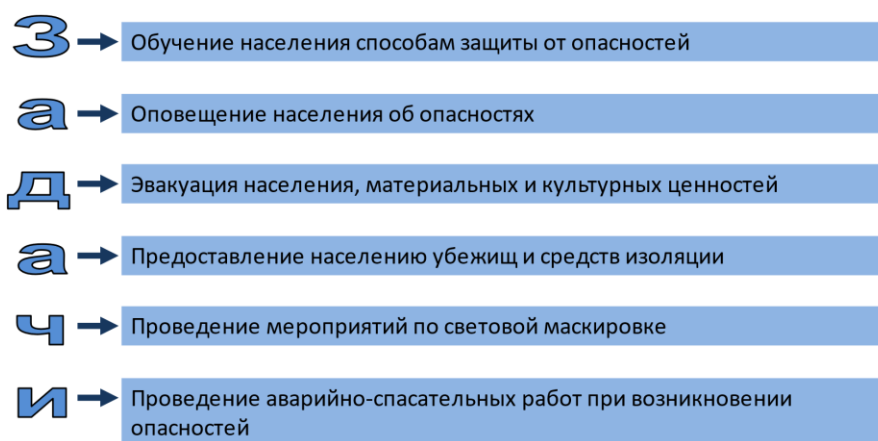 З Обучение населения способам защиты от опасностей
а Оповещение населения об опасностях
д Эвакуация населения, материальных и культурных ценностей
а Предоставление населению убежищ и средств изоляции
ч Проведение мероприятий по световой маскировке
и Проведение аварийно-спасательных работ при возникновении
опасностей